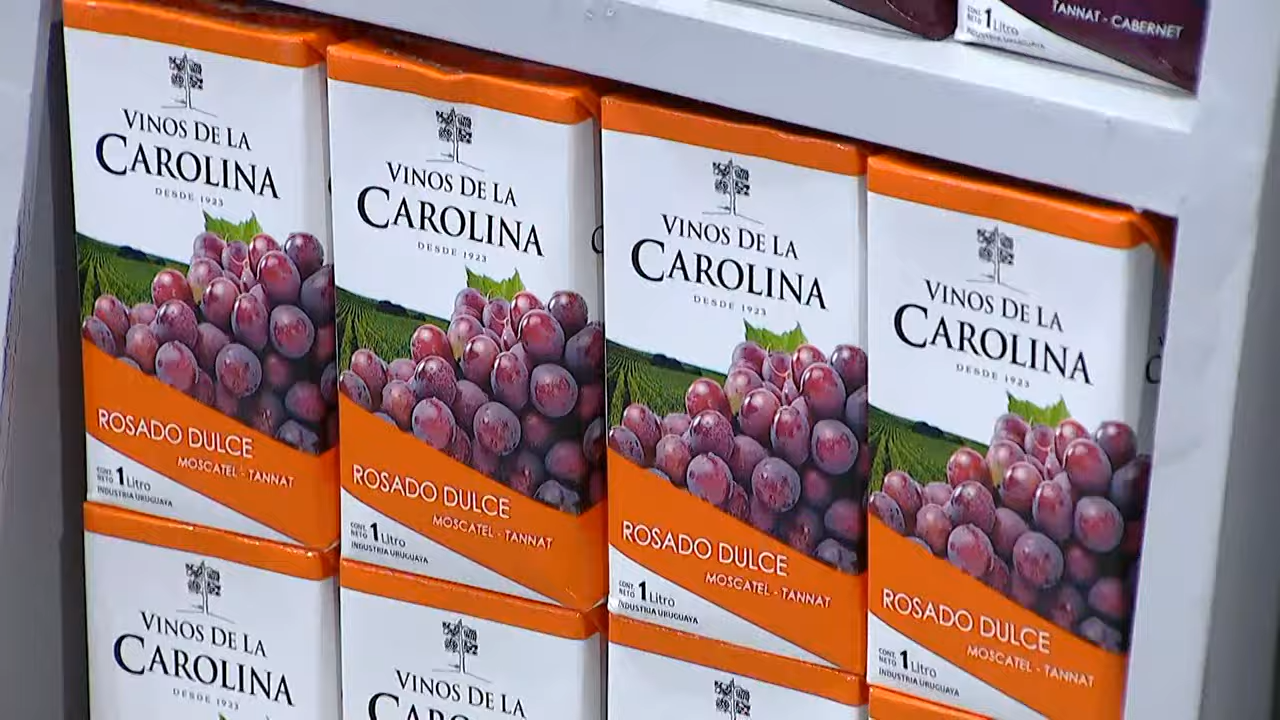 CONT. NETO 1 Litro
INDUSTRIA URUGUAYA
TANNAT - CABERNET
VINOS DE LA
CAROLINA
DESDE 1923
ROSADO DULCE
MOSCATEL - TANNAT
CONT. NETO 1 Litro
INDUSTRIA URUGUAYA
VINOS DE LA
CAROLINA
DESDE 1923
ROSADO DULCE
MOSCATEL - TANNAT
CONT. NETO 1 Litro
INDUSTRIA URUGUAYA
VINOS DE LA
CAROLINA
DESDE 1923
ROSADO DULCE
MOSCATEL - TANNAT
CONT. NETO 1 Litro
INDUSTRIA URUGUAYA
VINOS DE LA
CAROLINA
DESDE 1923
ROSADO DULCE
MOSCATEL - TANNAT
CONT. NETO 1 Litro
INDUSTRIA URUGUAYA
VINOS DE LA
CAROLINA
DESDE 1923
VINOS DE LA